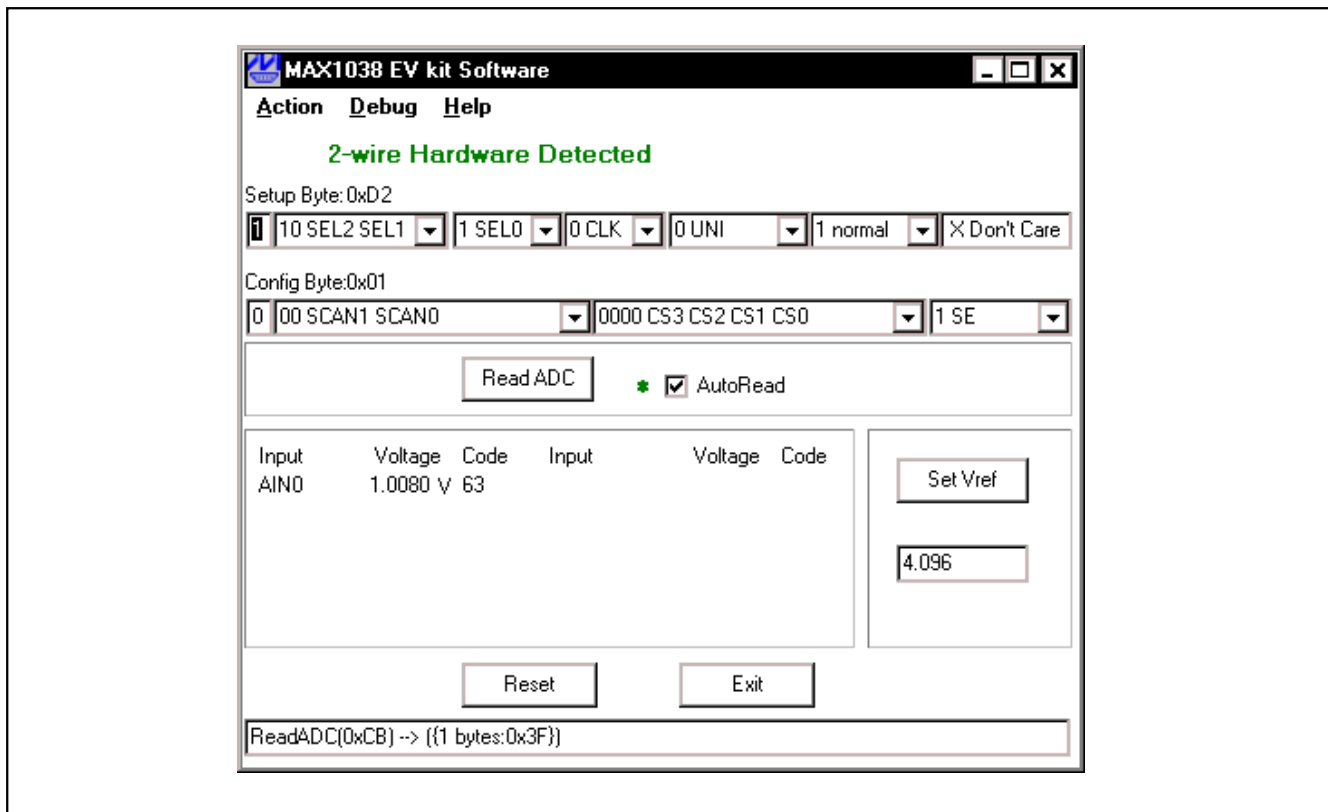 MAX1038 EV kit Software
Action Debug Help
2-wire Hardware Detected
Setup Byte: 0xD2
1 10 SEL2 SEL1 1 SEL0 0 CLK 0 UNI 1 normal X Don't Care
Config Byte:0x01
0 00 SCAN1 SCAN0 0000 CS3 CS2 CS1 CS0 1 SE
Read ADC * AutoRead
Input Voltage Code Input Voltage Code
AIN0 1.0080 V 63
Set Vref
4.096
Reset Exit
ReadADC(0xCB) --> ({1 bytes:0x3F})